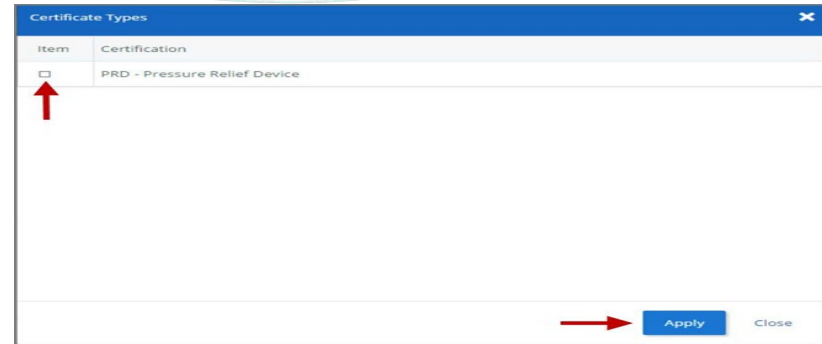 Certificate Types
Item Certification
PRD - Pressure Relief Device
Apply Close